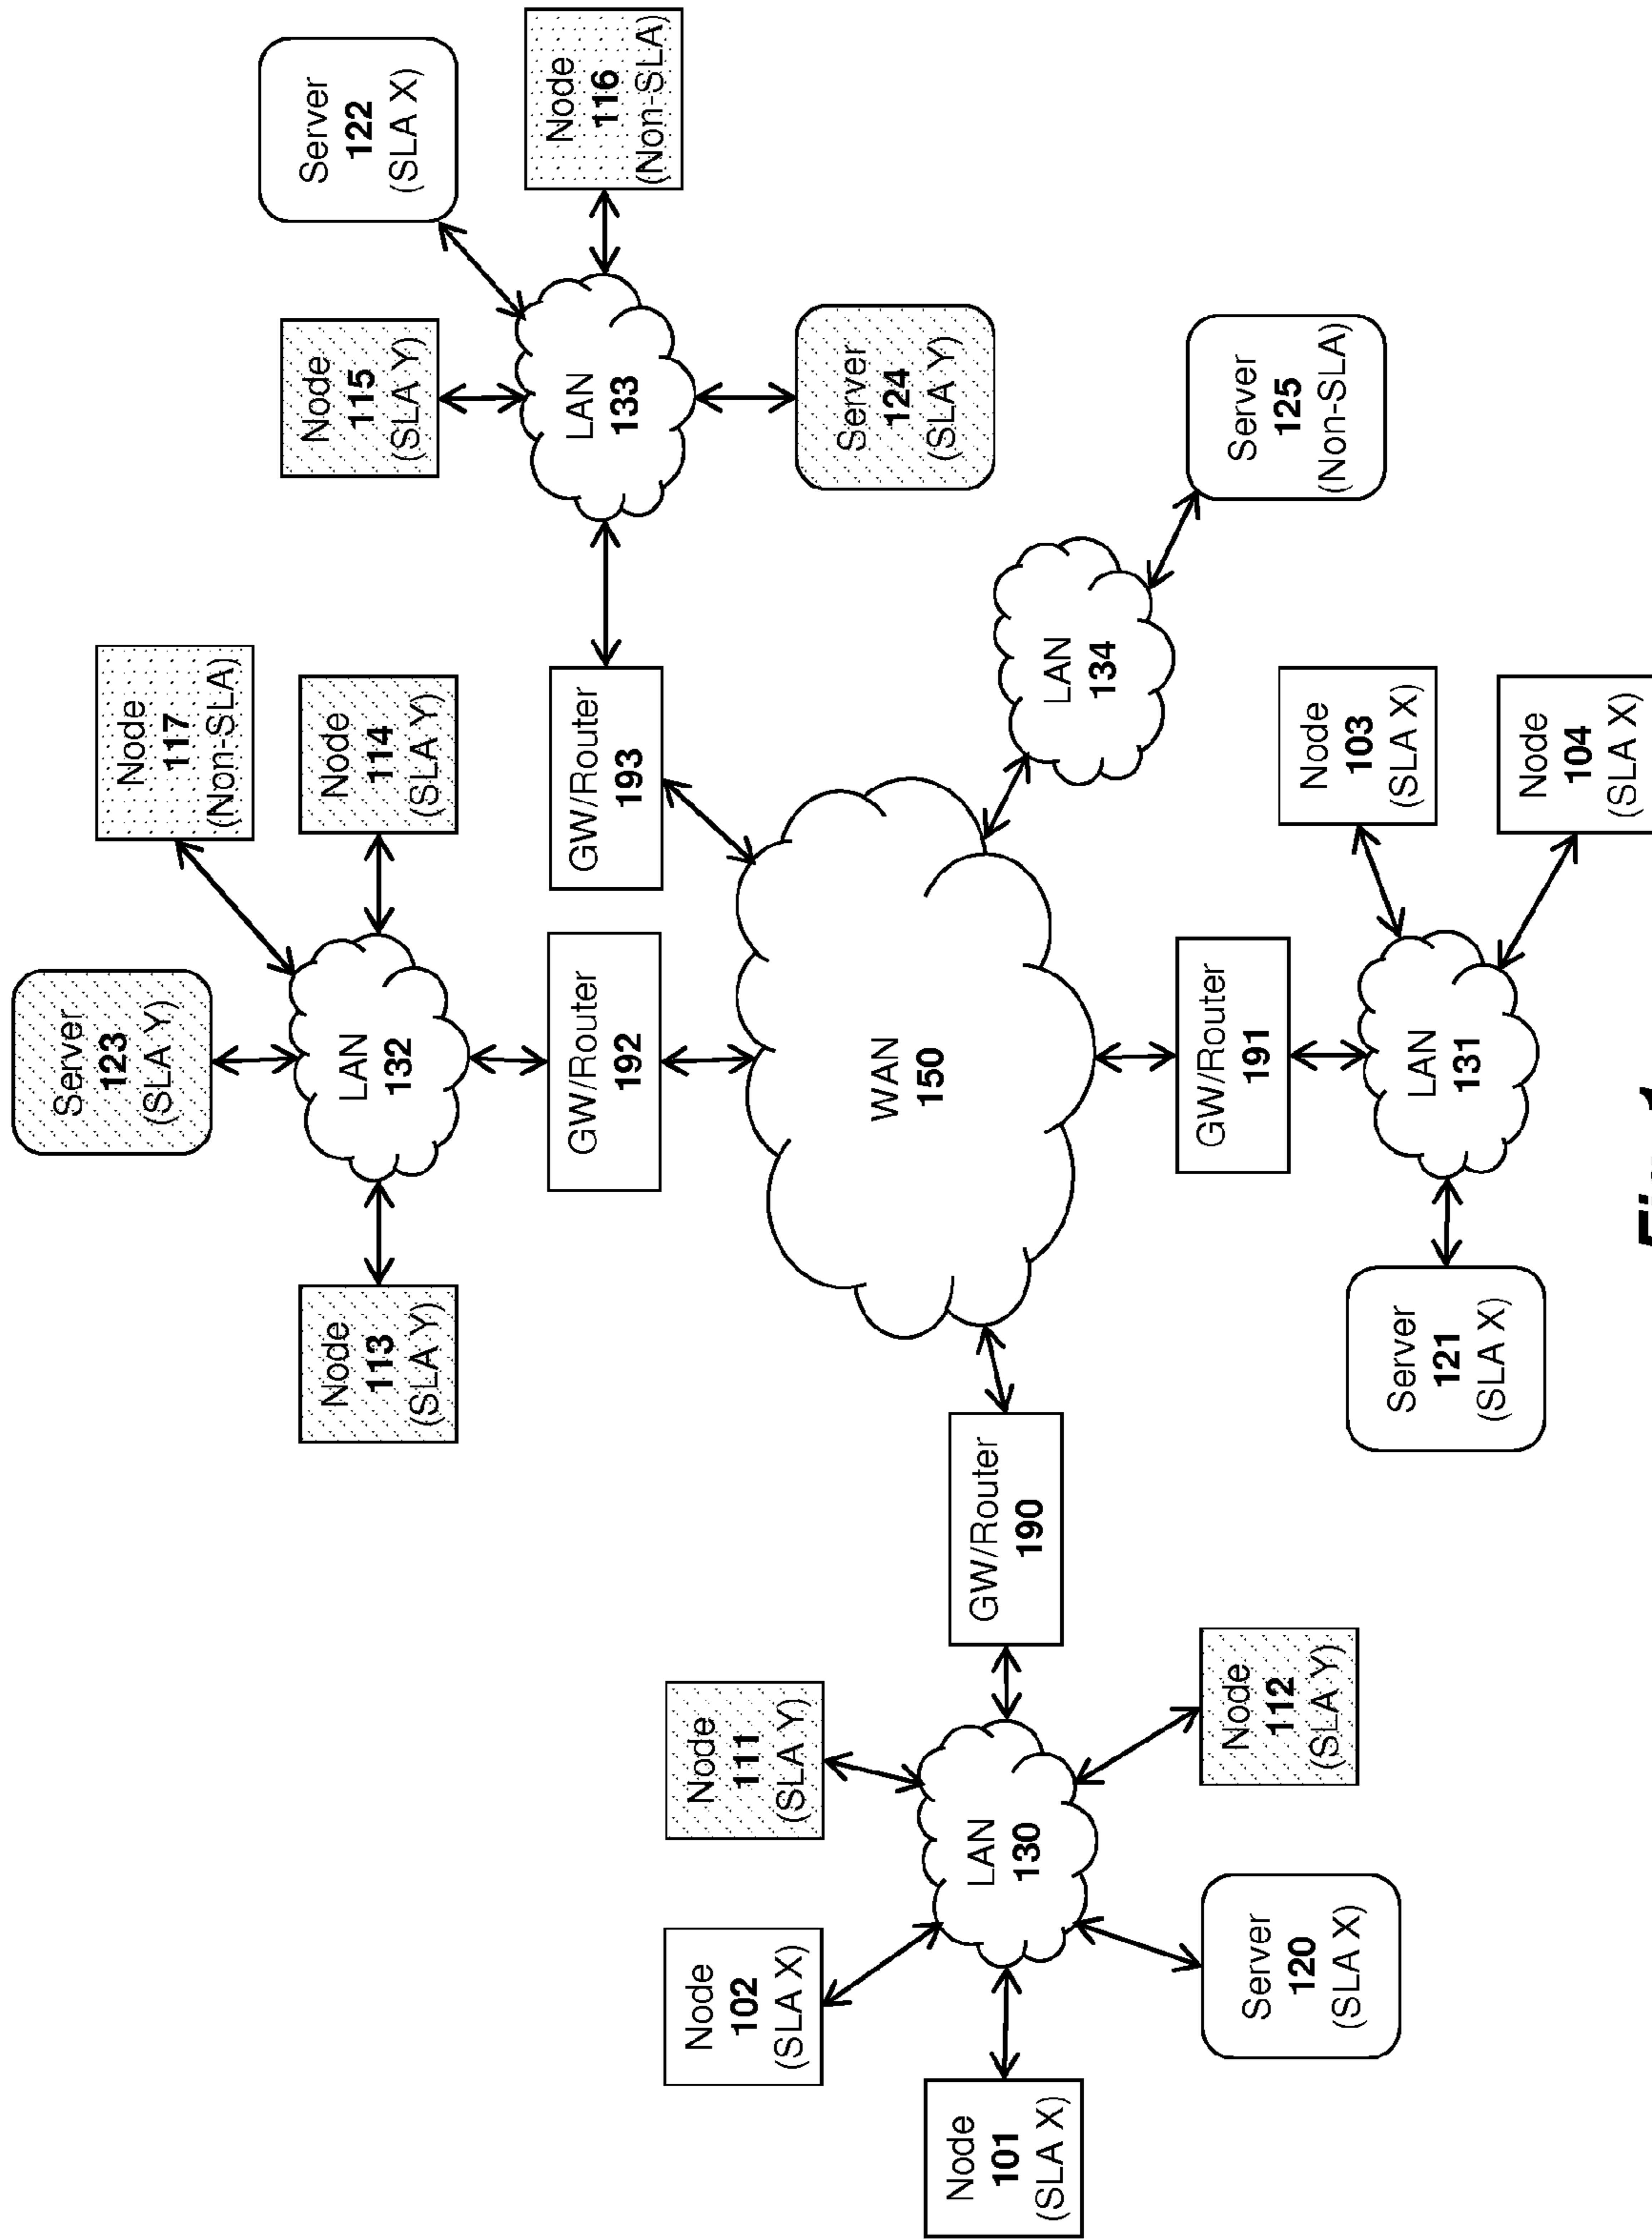 Server
123
(SLA Y)
Node
117
(Non-SLA)
Node
113
(SLA Y)
LAN
132
Node
114
(SLA Y)
Server
122
(SLA X)
Node
115
(SLA Y)
Node
116
(Non-SLA)
LAN
133
GW/Router
192
GW/Router
193
Server
124
(SLA Y)
Node
102
(SLA X)
Node
111
(SLA Y)
WAN
150
Node
101
(SLA X)
LAN
130
GW/Router
190
LAN
134
Server
125
(Non-SLA)
Server
120
(SLA X)
Node
112
(SLA Y)
GW/Router
191
Node
103
(SLA X)
Server
121
(SLA X)
LAN
131
Node
104
(SLA X)
Fig. 1